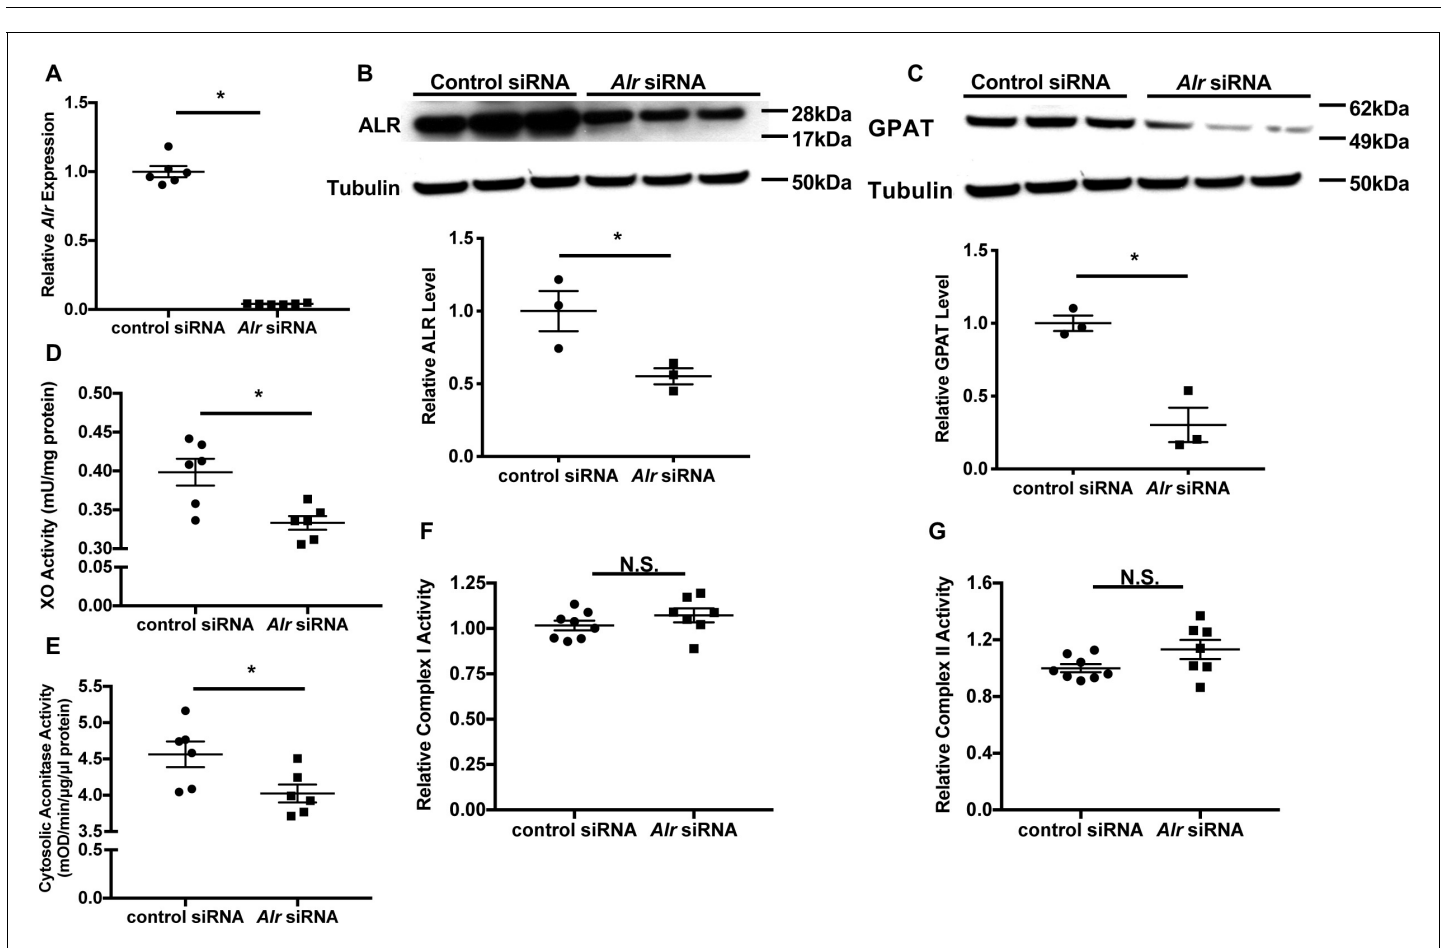 A
1.5
1.0
0.5
0.0
Relative Alr Expression
*
control siRNA Alr siRNA
B
Control siRNA Alr siRNA
ALR
28kDa
17kDa
Tubulin
50kDa
1.5
1.0
0.5
0.0
Relative ALR Level
*
control siRNA Alr siRNA
C
Control siRNA Alr siRNA
GPAT
62kDa
49kDa
Tubulin
50kDa
1.5
1.0
0.5
0.0
Relative GPAT Level
*
control siRNA Alr siRNA
D
0.50
0.45
0.40
0.35
0.30
0.05
0.00
XO Activity (mU/mg protein)
*
control siRNA Alr siRNA
E
5.5
5.0
4.5
4.0
3.5
0.5
0.0
Cytosolic Aconitase Activity
(mOD/min/µg/µl protein)
*
control siRNA Alr siRNA
F
1.25
1.00
0.75
0.50
0.25
0.00
Relative Complex I Activity
N.S.
control siRNA Alr siRNA
G
1.6
1.2
0.8
0.4
0.0
Relative Complex II Activity
N.S.
control siRNA Alr siRNA